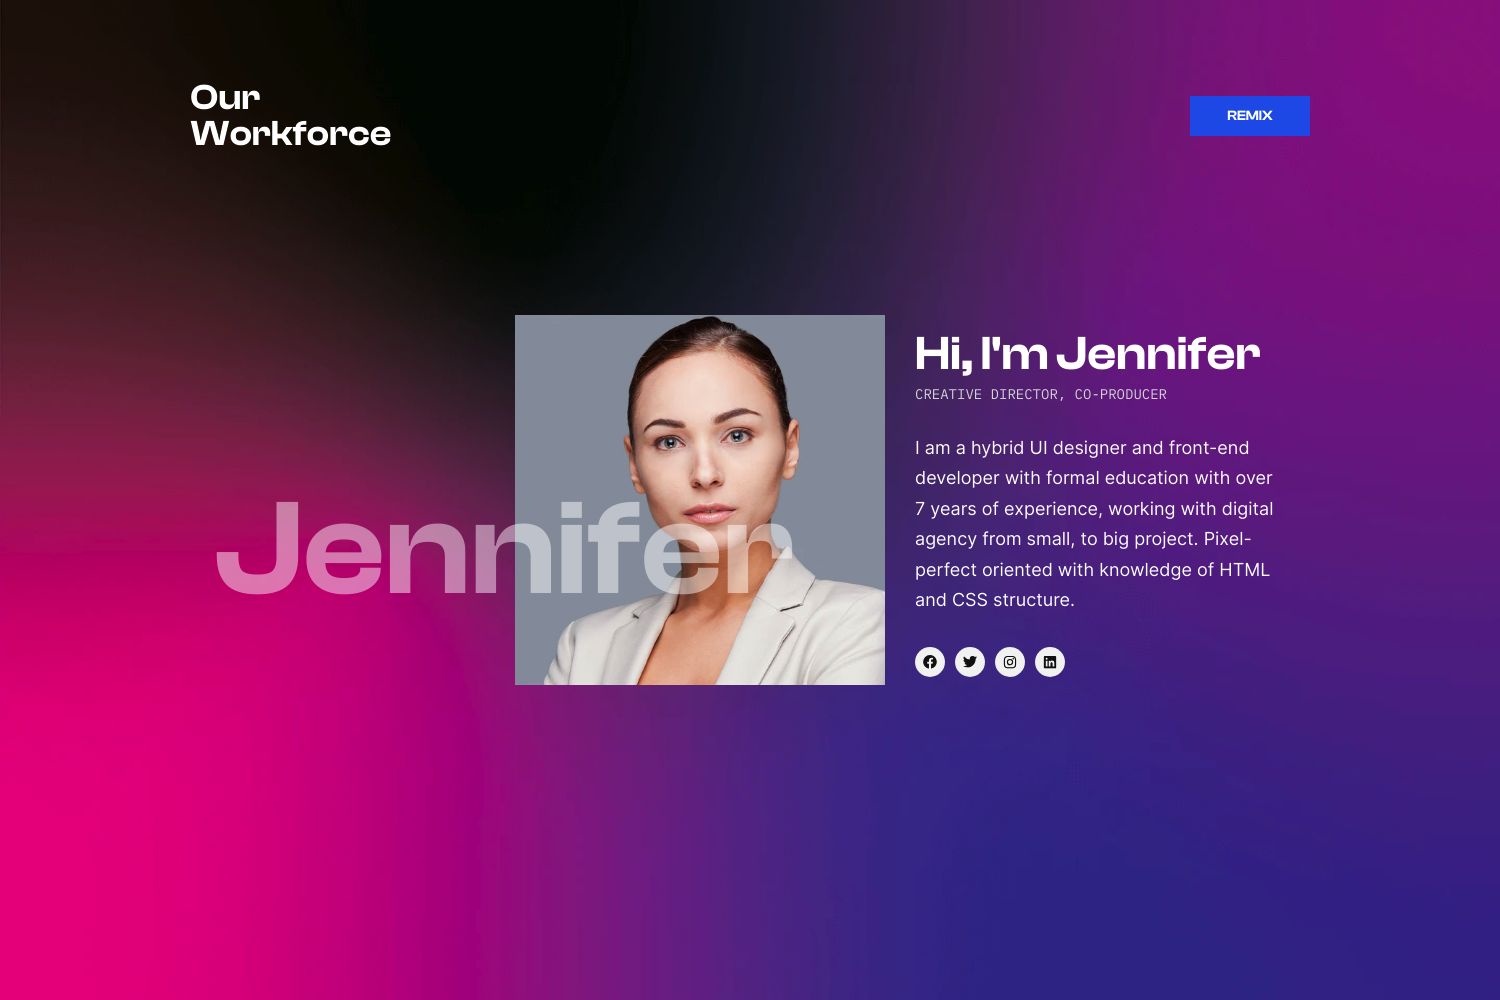 Our
Workforce
REMIX
Hi, I'm Jennifer
CREATIVE DIRECTOR, CO-PRODUCER
I am a hybrid UI designer and front-end
developer with formal education with over
7 years of experience, working with digital
agency from small, to big project. Pixel-
perfect oriented with knowledge of HTML
and CSS structure.
Jennifer